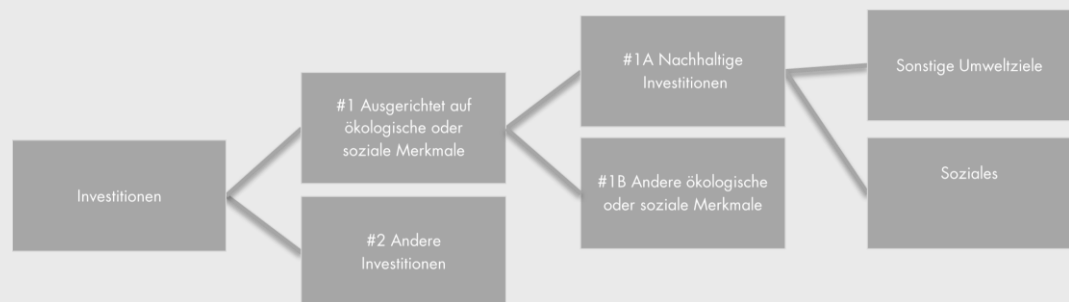 Investitionen
#1 Ausgerichtet auf
ökologische oder
soziale Merkmale
#2 Andere
Investitionen
#1A Nachhaltige
Investitionen
#1B Andere ökologische
oder soziale Merkmale
Sonstige Umweltziele
Soziales